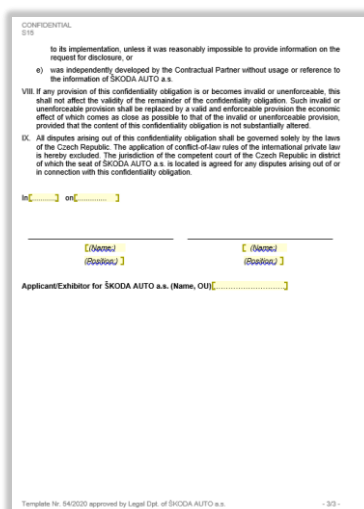 CONFIDENTIAL
S15
to its implementation, unless it was reasonably impossible to provide information on the
request for disclosure, or
e) was independently developed by the Contractual Partner without usage or reference to
the information of ŠKODA AUTO a.s.
VIII. If any provision of this confidentiality obligation is or becomes invalid or unenforceable, this
shall not affect the validity of the remainder of the confidentiality obligation. Such invalid or
unenforceable provision shall be replaced by a valid and enforceable provision the economic
effect of which comes as close as possible to that of the invalid or unenforceable provision,
provided that the content of this confidentiality obligation is not substantially altered.
IX. All disputes arising out of this confidentiality obligation shall be governed solely by the laws
of the Czech Republic. The application of conflict-of-law rules of the international private law
is hereby excluded. The jurisdiction of the competent court of the Czech Republic in district
of which the seat of ŠKODA AUTO a.s. is located is agreed for any disputes arising out of or
in connection with this confidentiality obligation.
In[..........] on[............ ]
[(Name:) [ (Name:)
(Position:) ] (Position:) ]
Applicant/Exhibitor for ŠKODA AUTO a.s. (Name, OU)[..........................]
Template Nr. 64/2020 approved by Legal Dpt. of ŠKODA AUTO a.s. - 3/3 -